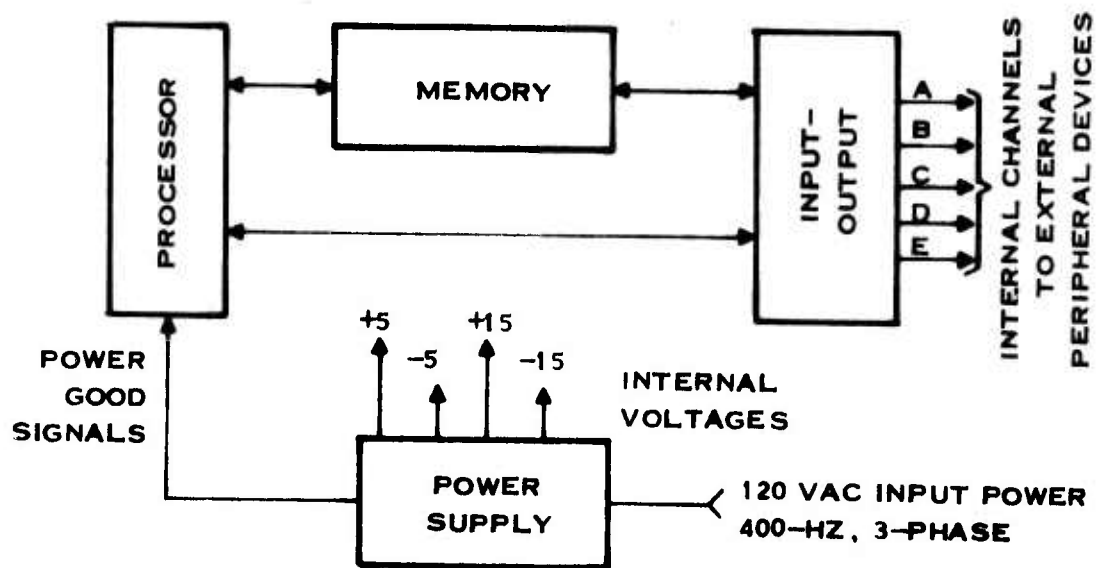 PROCESSOR
MEMORY
INPUT-
OUTPUT
A
B
C
D
E
INTERNAL CHANNELS
TO EXTERNAL
PERIPHERAL DEVICES
POWER
GOOD
SIGNALS
+5
-5
+15
-15
INTERNAL
VOLTAGES
POWER
SUPPLY
120 VAC INPUT POWER
400-HZ, 3-PHASE